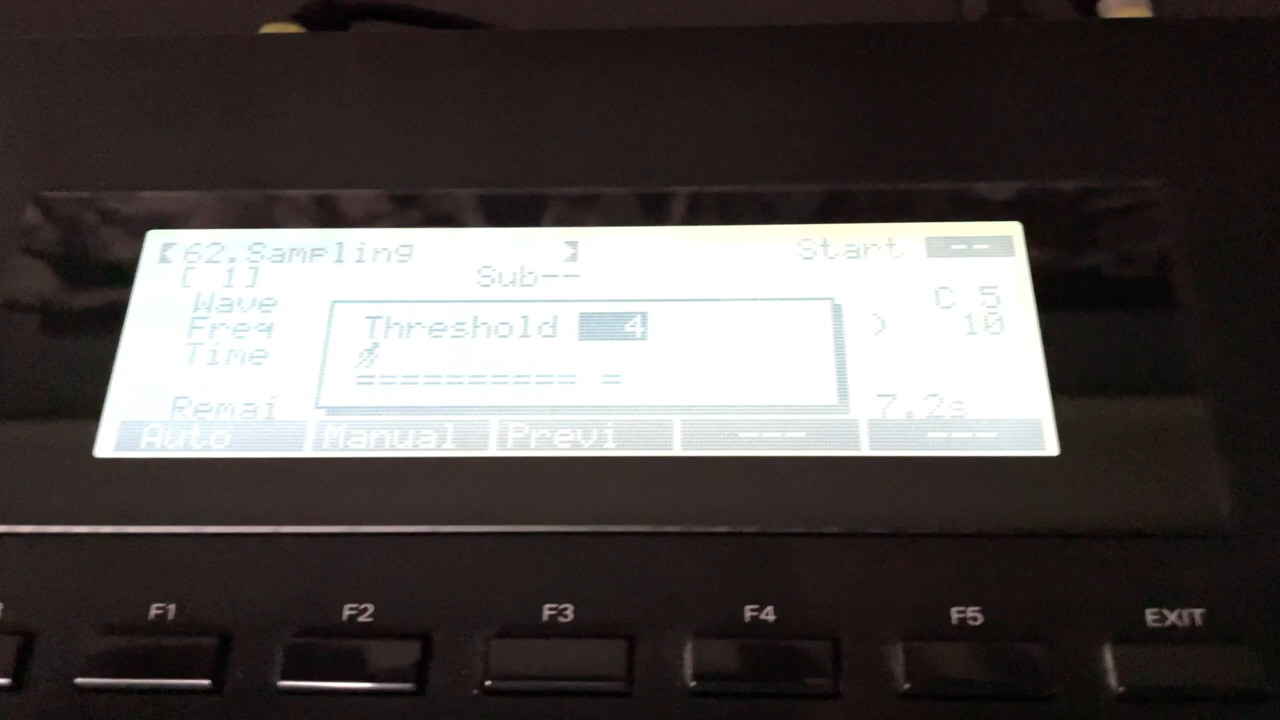 62.Sampling Start --
[ 1] Sub--
Wave C 5
Freq 10
Time
Threshold 4
Remai 7.2s
Auto Manual Previ --- ---
F1 F2 F3 F4 F5 EXIT